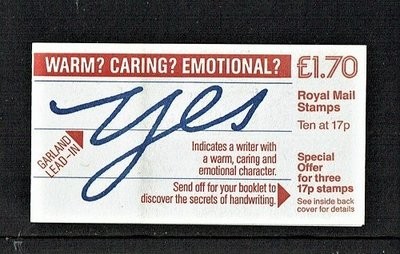 WARM? CARING? EMOTIONAL?
£1.70
Royal Mail
Stamps
Ten at 17p
yes
GARLAND
LEAD-IN
Indicates a writer with
a warm, caring and
emotional character.
Send off for your booklet to
discover the secrets of handwriting.
Special
Offer
for three
17p stamps
See inside back
cover for details